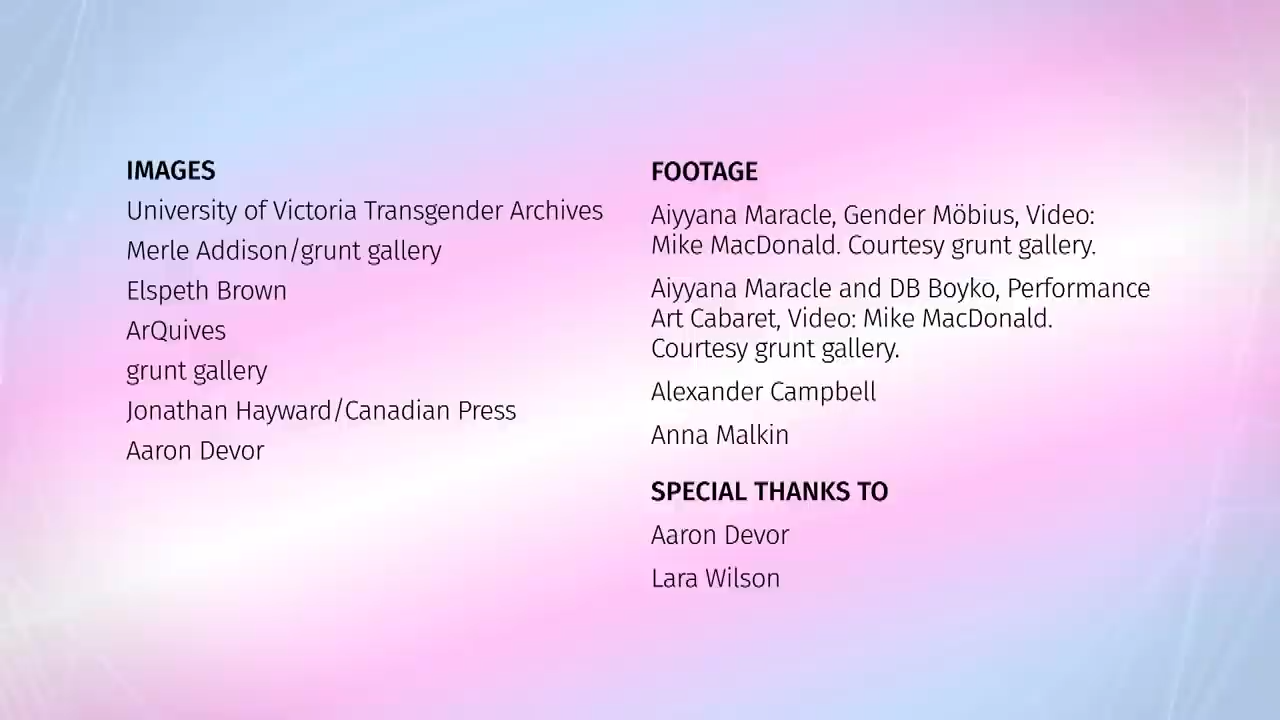 IMAGES
University of Victoria Transgender Archives
Merle Addison/grunt gallery
Elspeth Brown
ArQuives
grunt gallery
Jonathan Hayward/Canadian Press
Aaron Devor
FOOTAGE
Aiyyana Maracle, Gender Möbius, Video:
Mike MacDonald. Courtesy grunt gallery.
Aiyyana Maracle and DB Boyko, Performance
Art Cabaret, Video: Mike MacDonald.
Courtesy grunt gallery.
Alexander Campbell
Anna Malkin
SPECIAL THANKS TO
Aaron Devor
Lara Wilson